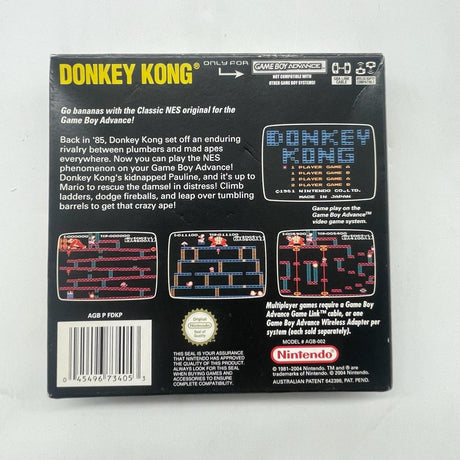 DONKEY KONG®
ONLY FOR
GAME BOY ADVANCE
NOT COMPATIBLE WITH
OTHER GAME BOY SYSTEMS!
GBA LINK
CABLE
WIRELESS ADAPTER
COMPATIBLE
Go bananas with the Classic NES original for the
Game Boy Advance!
Back in '85, Donkey Kong set off an enduring
rivalry between plumbers and mad apes
everywhere. Now you can play the NES
phenomenon on your Game Boy Advance!
Donkey Kong's kidnapped Pauline, and it's up to
Mario to rescue the damsel in distress! Climb
ladders, dodge fireballs, and leap over tumbling
barrels to get that crazy ape!
DONKEY
KONG
1 PLAYER GAME A
1 PLAYER GAME B
2 PLAYER GAME A
2 PLAYER GAME B
©1981 NINTENDO CO.,LTD.
MADE IN JAPAN
Game play on the
Game Boy Advance™
video game system.
Multiplayer games require a Game Boy
Advance Game Link™ cable, or one
Game Boy Advance Wireless Adapter per
system (each sold separately).
MODEL # AGB-002
Nintendo
© 1981-2004 Nintendo. TM and ® are
trademarks of Nintendo. © 2004 Nintendo.
AUSTRALIAN PATENT 642398, PAT. PEND.
AGB P FDKP
0 45496 73405 3
Original
Nintendo
Seal of
Quality
THIS SEAL IS YOUR ASSURANCE
THAT NINTENDO HAS APPROVED
THE QUALITY OF THIS PRODUCT.
ALWAYS LOOK FOR THIS SEAL
WHEN BUYING GAMES AND
ACCESSORIES TO ENSURE
COMPLETE COMPATIBILITY.